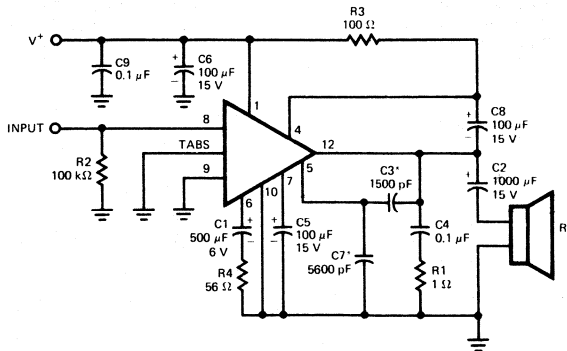 R3
100 Ω
V+
C9
0.1 μF
+
C6
100 μF
–
15 V
1
4
+
C8
100 μF
–
15 V
INPUT
8
TABS
12
R2
100 kΩ
9
5
C3*
1500 pF
+
C2
1000 μF
15 V
6
10
7
C1
500 μF
6 V
+
–
+
–
C5
100 μF
15 V
C4
0.1 μF
R
C7*
5600 pF
R4
56 Ω
R1
1 Ω